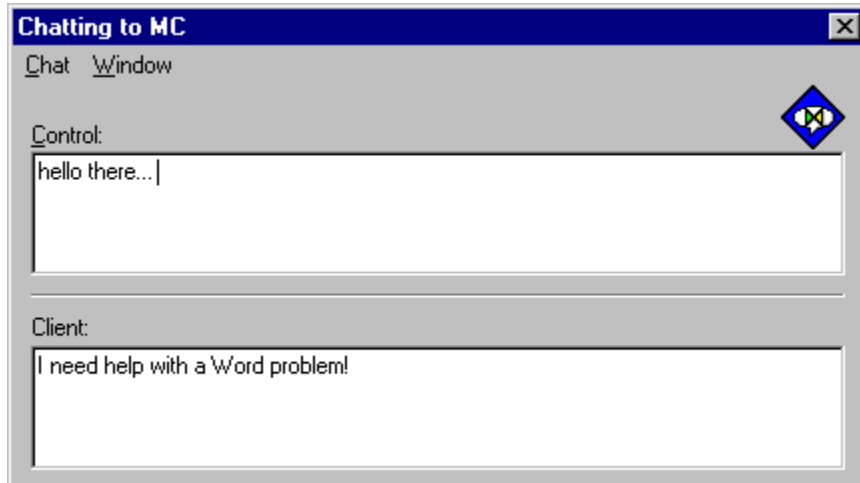 Chatting to MC
Chat Window
Control:
hello there...
Client:
I need help with a Word problem!